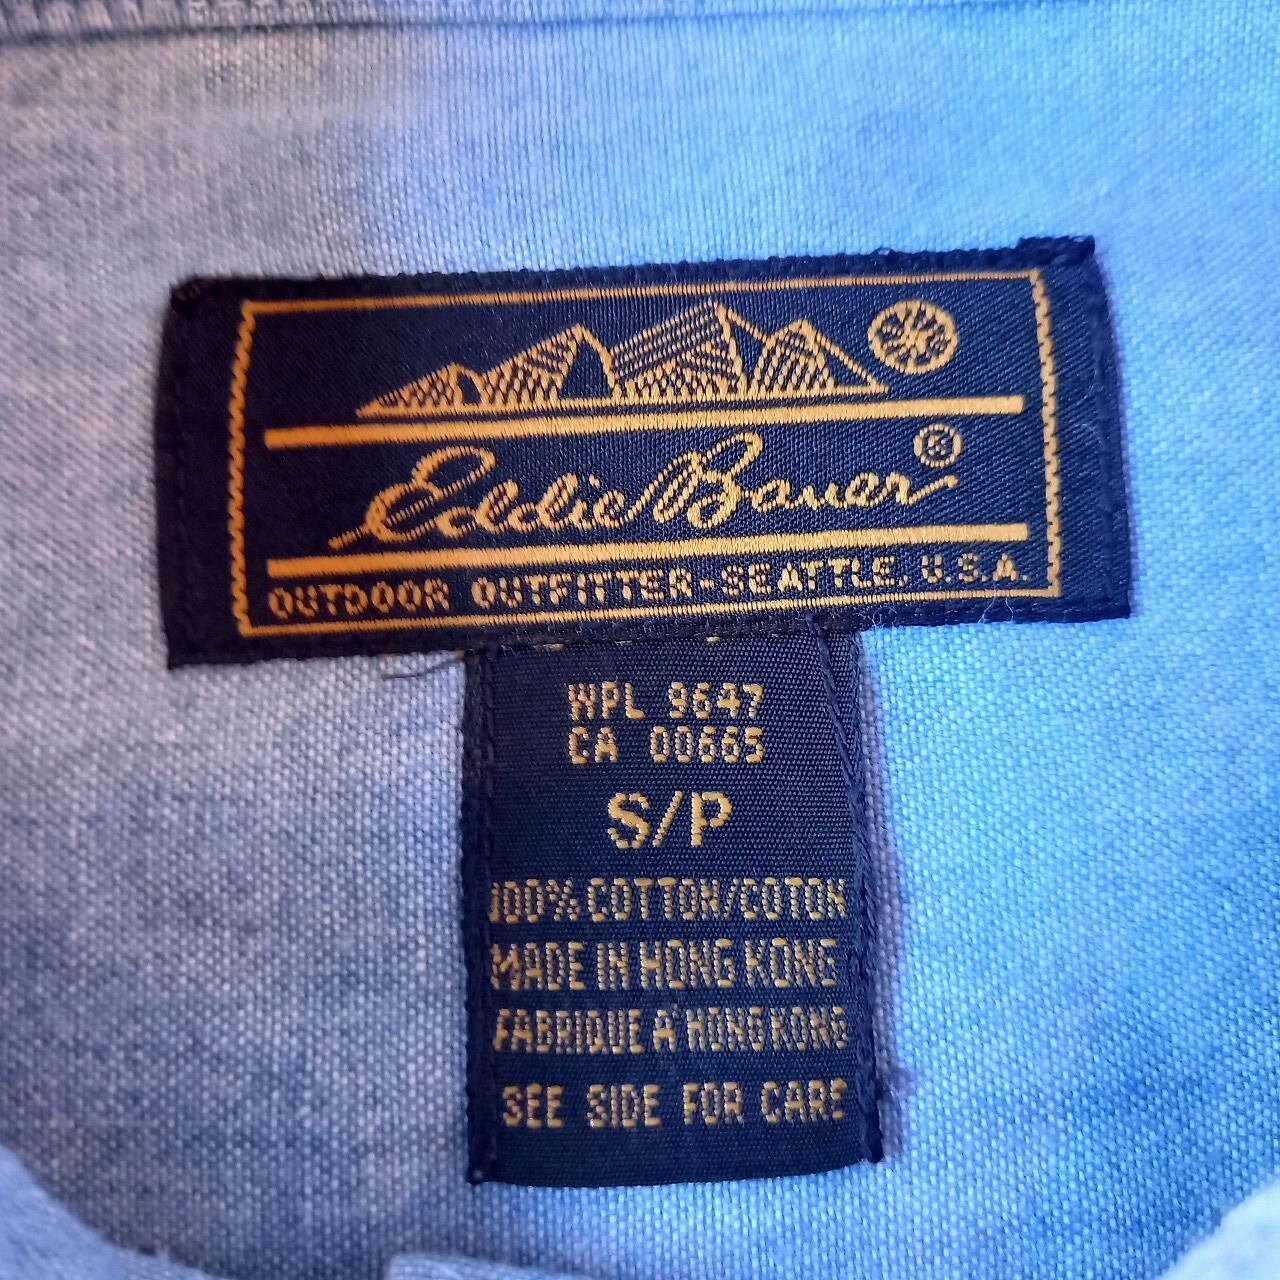 Eddie Bauer®
OUTDOOR OUTFITTER-SEATTLE, U.S.A.
WPL 9647
CA 00665
S/P
100% COTTON/COTON
MADE IN HONG KONG
FABRIQUE A' HONG KONG
SEE SIDE FOR CARE